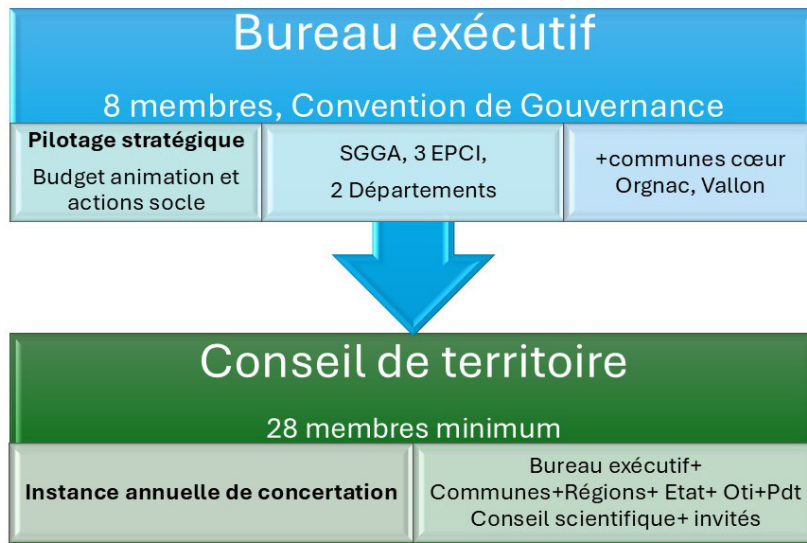 Bureau exécutif
8 membres, Convention de Gouvernance
Pilotage stratégique
Budget animation et
actions socle
SGGA, 3 EPCI,
2 Départements
+communes cœur
Orgnac, Vallon
Conseil de territoire
28 membres minimum
Instance annuelle de concertation
Bureau exécutif+
Communes+Régions+ Etat+ Oti+Pdt
Conseil scientifique+ invités